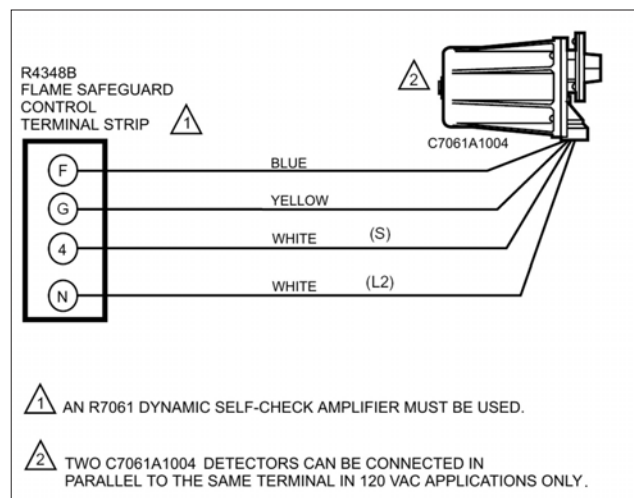 R4348B
FLAME SAFEGUARD
CONTROL
TERMINAL STRIP
1
2
C7061A1004
F
BLUE
G
YELLOW
4
WHITE (S)
N
WHITE (L2)
1 AN R7061 DYNAMIC SELF-CHECK AMPLIFIER MUST BE USED.
2 TWO C7061A1004 DETECTORS CAN BE CONNECTED IN
PARALLEL TO THE SAME TERMINAL IN 120 VAC APPLICATIONS ONLY.